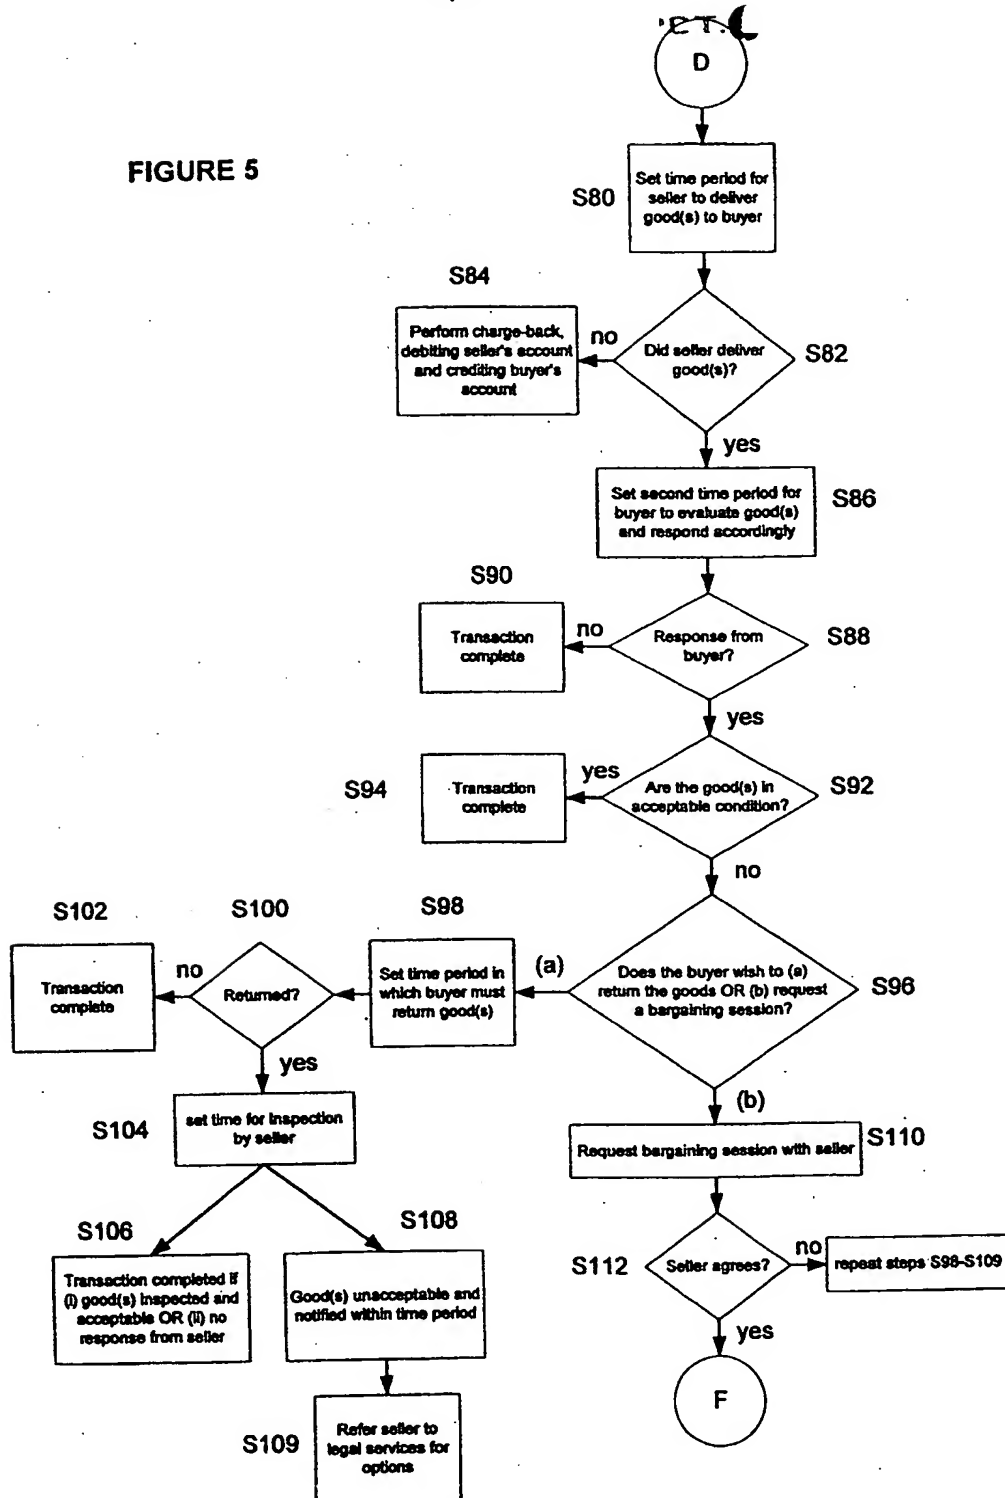 D
FIGURE 5
S80
Set time period for
seller to deliver
good(s) to buyer
S84
Perform charge-back,
debiting seller's account
and crediting buyer's
account
no
Did seller deliver
good(s)?
S82
yes
Set second time period for
buyer to evaluate good(s)
and respond accordingly
S86
S90
Transaction
complete
no
Response from
buyer?
S88
yes
S94
Transaction
complete
yes
Are the good(s) in
acceptable condition?
S92
no
S102
S100
S98
Transaction
complete
no
Returned?
Set time period in
which buyer must
return good(s)
(a)
Does the buyer wish to (a)
return the goods OR (b) request
a bargaining session?
S96
yes
(b)
S104
set time for inspection
by seller
Request bargaining session with seller
S110
S106
S108
Transaction completed if
(i) good(s) inspected and
acceptable OR (ii) no
response from seller
Good(s) unacceptable and
notified within time period
S112
Seller agrees?
no
repeat steps S98-S109
yes
F
S109
Refer seller to
legal services for
options